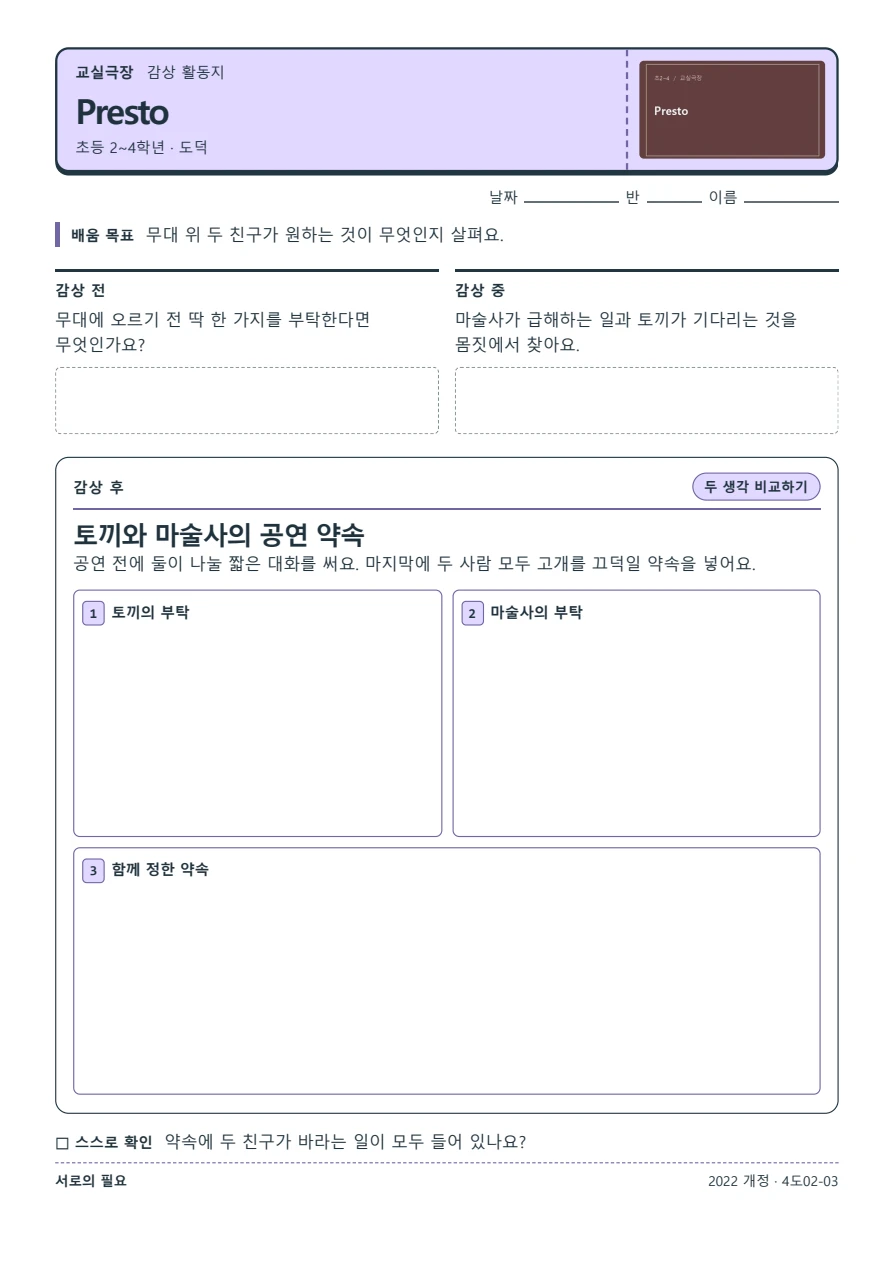 교실극장 감상 활동지
Presto
초등 2~4학년 · 도덕
초2-4 / 교실극장
Presto
날짜 반 이름
배움 목표 무대 위 두 친구가 원하는 것이 무엇인지 살펴요.
감상 전
무대에 오르기 전 딱 한 가지를 부탁한다면
무엇인가요?
감상 중
마술사가 급해하는 일과 토끼가 기다리는 것을
몸짓에서 찾아요.
감상 후
두 생각 비교하기
토끼와 마술사의 공연 약속
공연 전에 둘이 나눌 짧은 대화를 써요. 마지막에 두 사람 모두 고개를 끄덕일 약속을 넣어요.
1 토끼의 부탁
2 마술사의 부탁
3 함께 정한 약속
스스로 확인 약속에 두 친구가 바라는 일이 모두 들어 있나요?
서로의 필요
2022 개정 · 4도02-03